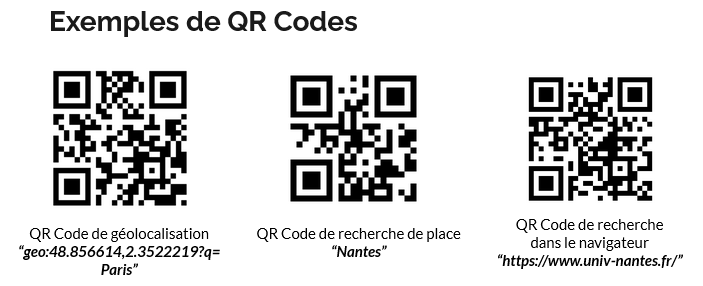 Exemples de QR Codes
QR Code de géolocalisation
“geo:48.856614,2.3522219?q=
Paris”
QR Code de recherche de place
“Nantes”
QR Code de recherche
dans le navigateur
“https://www.univ-nantes.fr/”